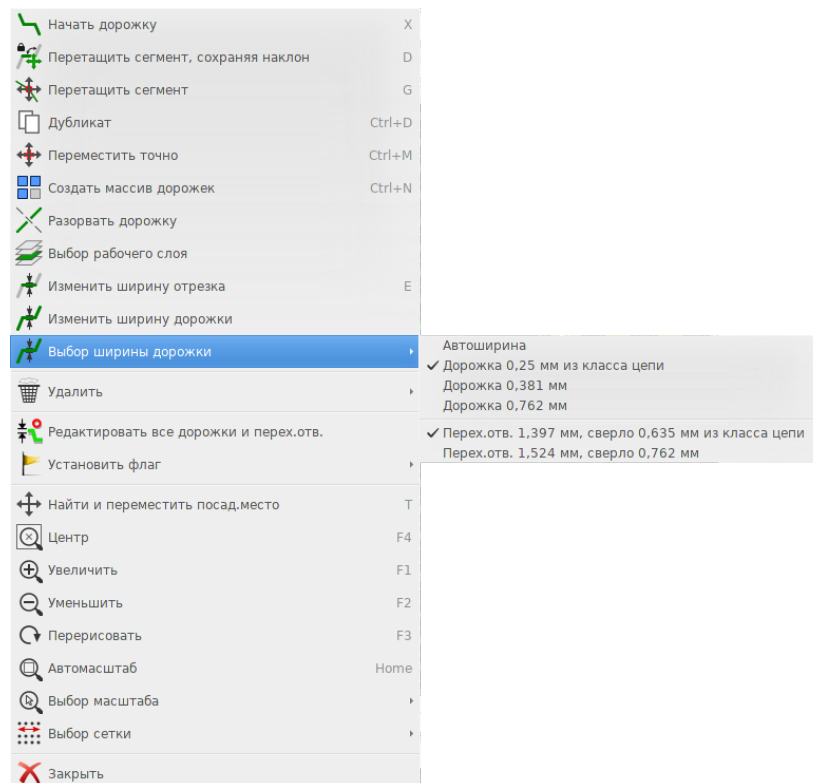 Начать дорожку X
Перетащить сегмент, сохраняя наклон D
Перетащить сегмент G
Дубликат Ctrl+D
Переместить точно Ctrl+M
Создать массив дорожек Ctrl+N
Разорвать дорожку
Выбор рабочего слоя
Изменить ширину отрезка E
Изменить ширину дорожки
Выбор ширины дорожки
Автоширина
Дорожка 0,25 мм из класса цепи
Дорожка 0,381 мм
Дорожка 0,762 мм
Перех.отв. 1,397 мм, сверло 0,635 мм из класса цепи
Перех.отв. 1,524 мм, сверло 0,762 мм
Удалить
Редактировать все дорожки и перех.отв.
Установить флаг
Найти и переместить посад.место T
Центр F4
Увеличить F1
Уменьшить F2
Перерисовать F3
Автомасштаб Home
Выбор масштаба
Выбор сетки
Закрыть